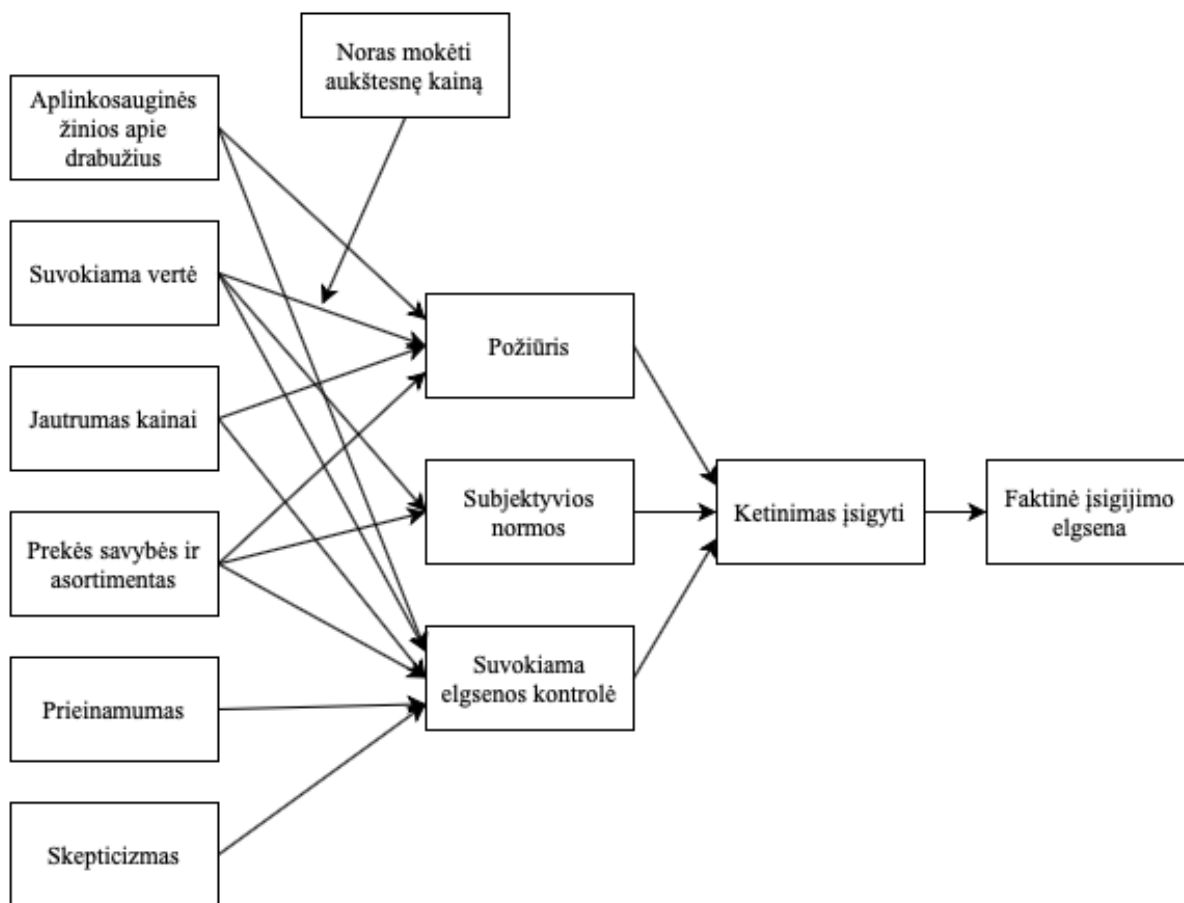 Noras mokėti
aukštesnę kainą
Aplinkosauginės
žinios apie
drabužius
Suvokiama vertė
Jautrumas kainai
Prekės savybės ir
asortimentas
Prieinamumas
Skepticizmas
Požiūris
Subjektyvios
normos
Suvokiama
elgsenos kontrolė
Ketinimas įsigyti
Faktinė įsigijimo
elgsena